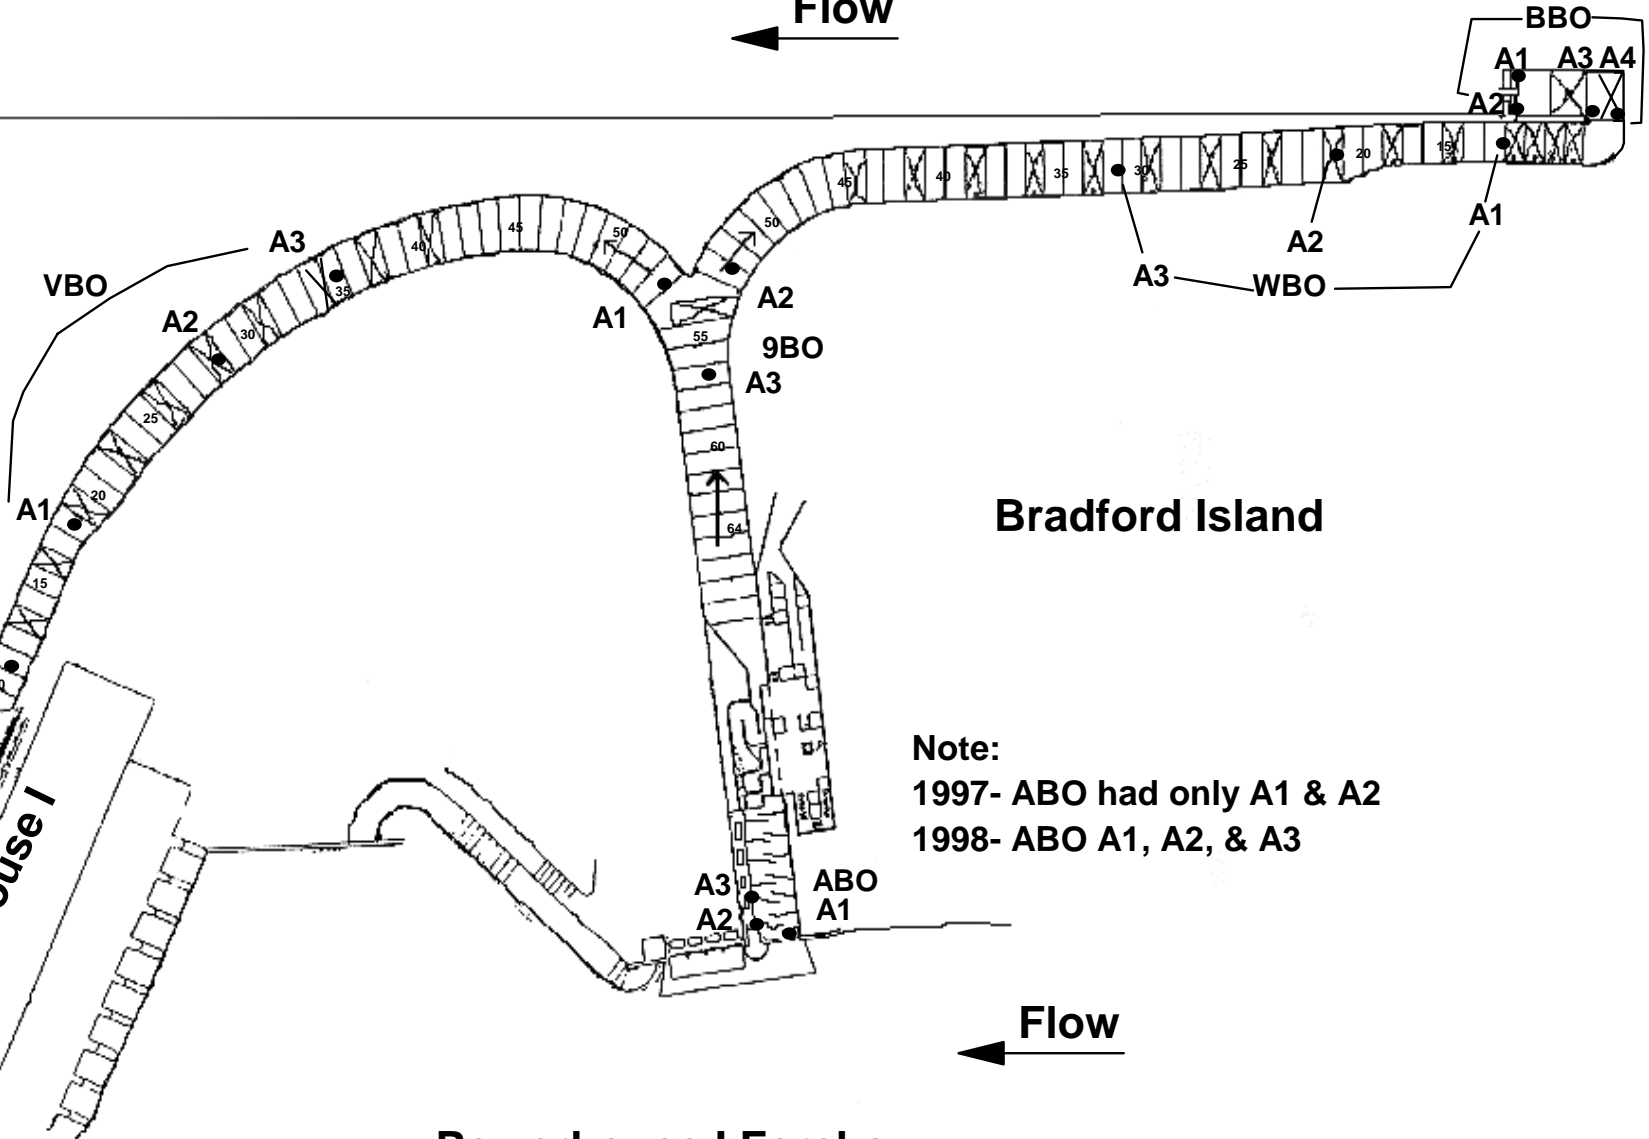 Flow
BBO
A1 A3 A4
A2
45 40 35 30 25 20 15
A1
A2
A3
WBO
VBO
A3
A2
A1
15
20
25
30
35
40
45
50
50
A1
A2
55
9BO
A3
60
64
Bradford Island
Note:
1997- ABO had only A1 & A2
1998- ABO A1, A2, & A3
A3
A2
ABO
A1
Flow